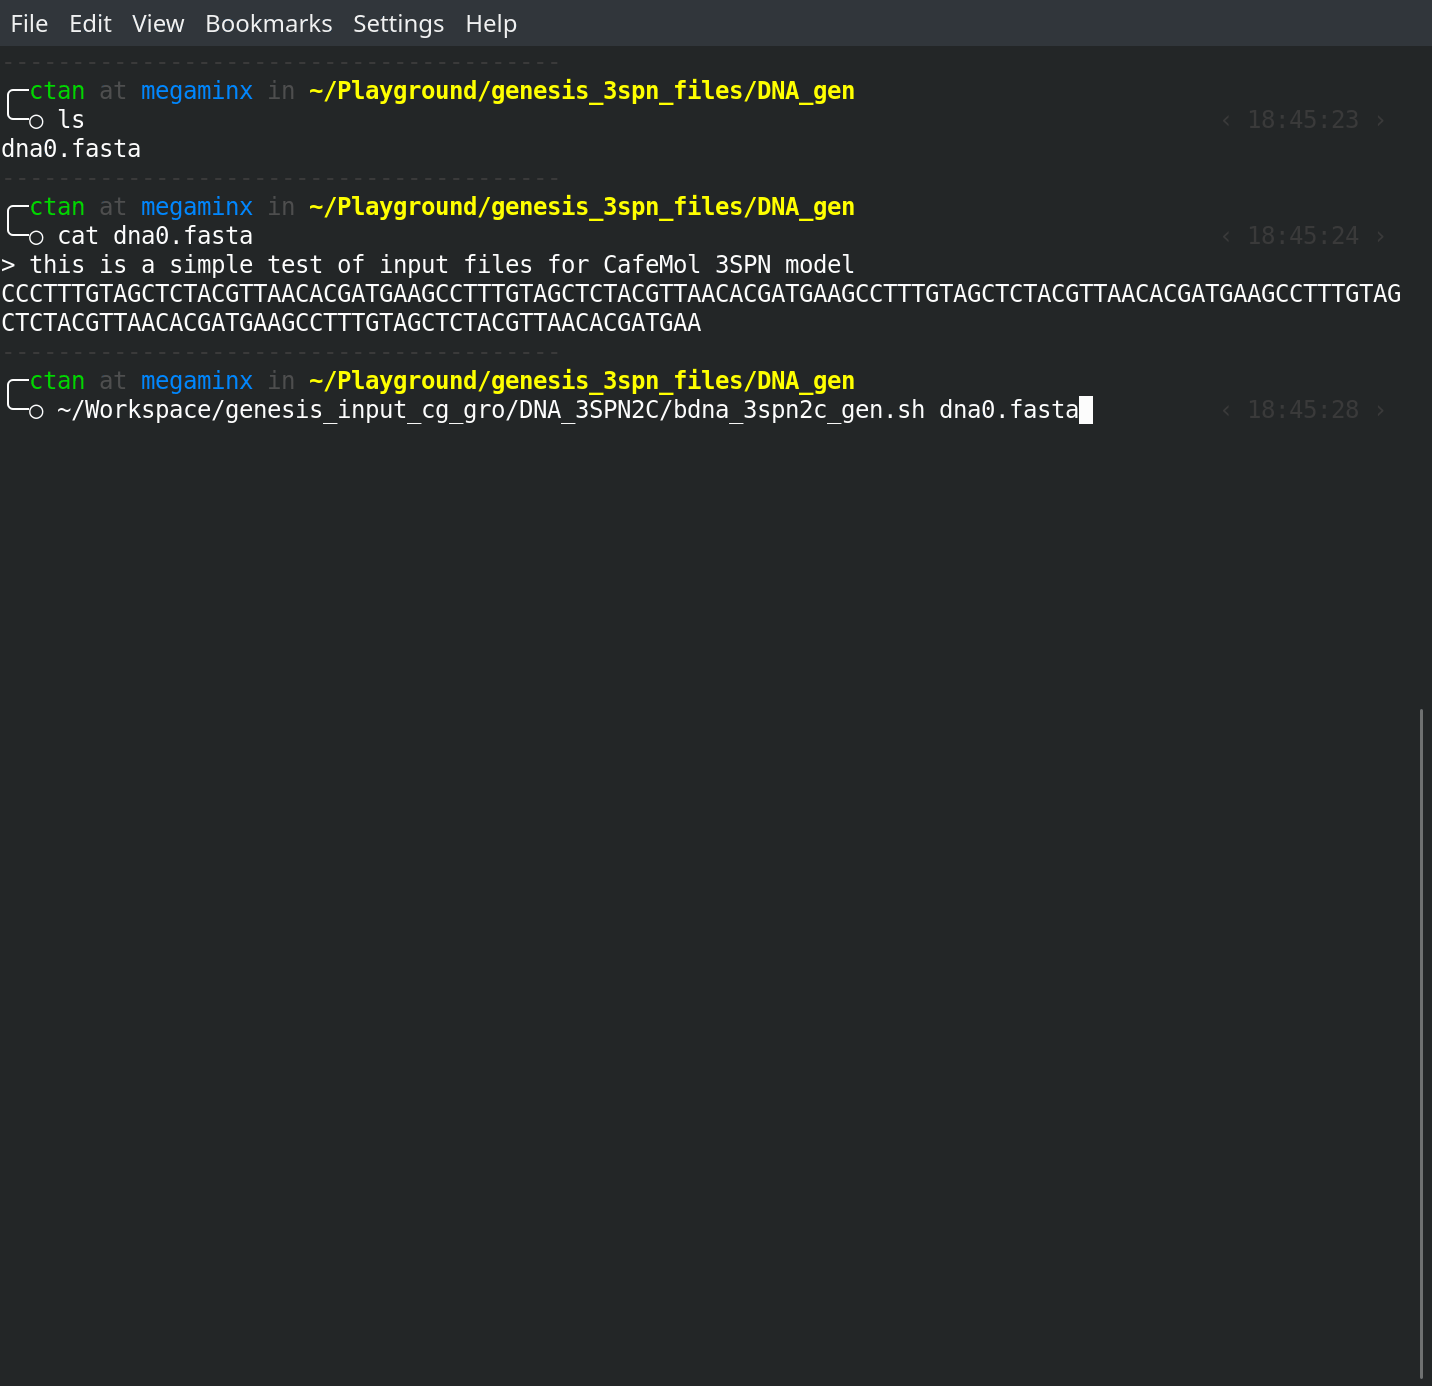 File Edit View Bookmarks Settings Help
----------------------------------------
╭─ctan at megaminx in ~/Playground/genesis_3spn_files/DNA_gen
╰─○ ls ‹ 18:45:23 ›
dna0.fasta
----------------------------------------
╭─ctan at megaminx in ~/Playground/genesis_3spn_files/DNA_gen
╰─○ cat dna0.fasta ‹ 18:45:24 ›
> this is a simple test of input files for CafeMol 3SPN model
CCCTTTGTAGCTCTACGTTAACACGATGAAGCCTTTGTAGCTCTACGTTAACACGATGAAGCCTTTGTAGCTCTACGTTAACACGATGAAGCCTTTGTAG
CTCTACGTTAACACGATGAAGCCTTTGTAGCTCTACGTTAACACGATGAA
----------------------------------------
╭─ctan at megaminx in ~/Playground/genesis_3spn_files/DNA_gen
╰─○ ~/Workspace/genesis_input_cg_gro/DNA_3SPN2C/bdna_3spn2c_gen.sh dna0.fasta ‹ 18:45:28 ›